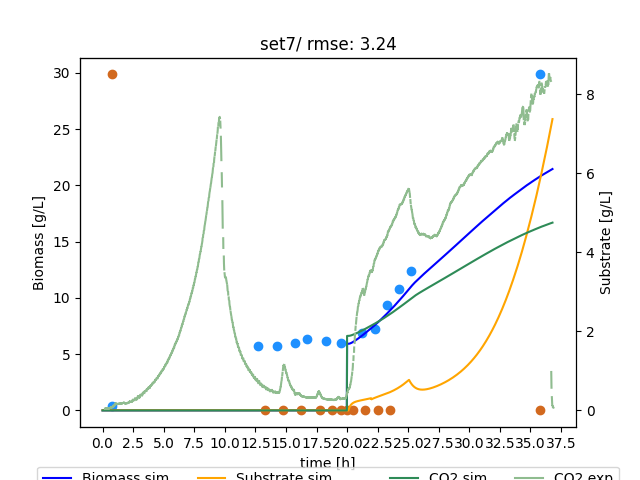 set7/ rmse: 3.24
30
25
20
15
10
5
0
Biomass [g/L]
8
6
4
2
0
Substrate [g/L]
0.0 2.5 5.0 7.5 10.0 12.5 15.0 17.5 20.0 22.5 25.0 27.5 30.0 32.5 35.0 37.5
time [h]
Biomass sim Substrate sim CO2 sim CO2 exp